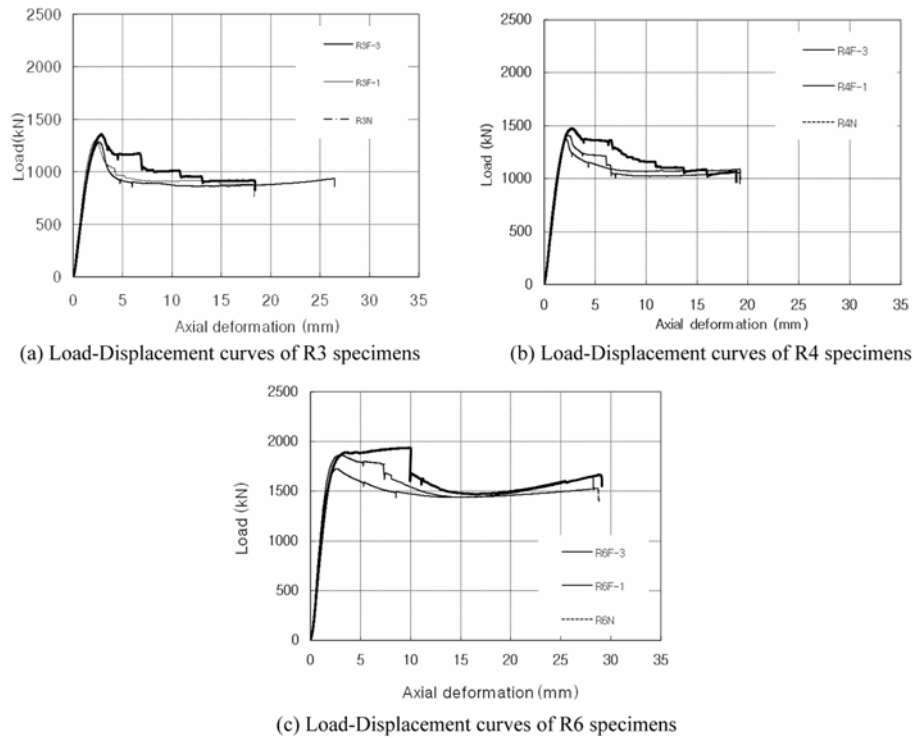 2500
2000
1500
1000
500
0
Load(kN)
R3F-3
R3F-1
R3N
0 5 10 15 20 25 30 35
Axial deformation (mm)
(a) Load-Displacement curves of R3 specimens
2500
2000
1500
1000
500
0
Load (kN)
R4F-3
R4F-1
R4N
0 5 10 15 20 25 30 35
Axial deformation (mm)
(b) Load-Displacement curves of R4 specimens
2500
2000
1500
1000
500
0
Load (kN)
R6F-3
R6F-1
R6N
0 5 10 15 20 25 30 35
Axial deformation (mm)
(c) Load-Displacement curves of R6 specimens